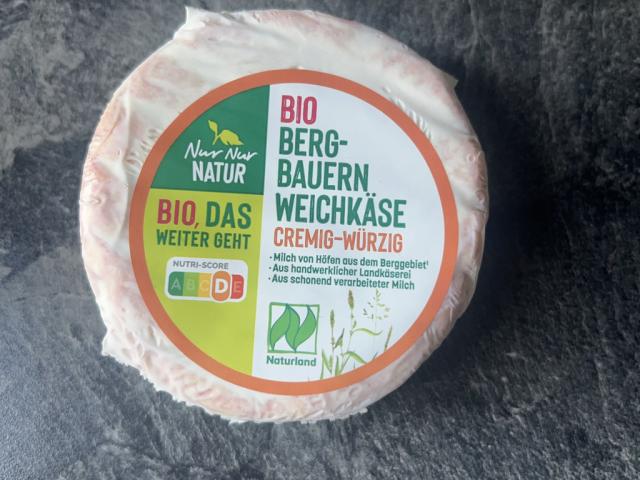 Nur Nur
NATUR
BIO, DAS
WEITER GEHT
NUTRI-SCORE
ABCDE
BIO
BERG-
BAUERN
WEICHKÄSE
CREMIG-WÜRZIG
· Milch von Höfen aus dem Berggebiet¹
· Aus handwerklicher Landkäserei
· Aus schonend verarbeiteter Milch
Naturland